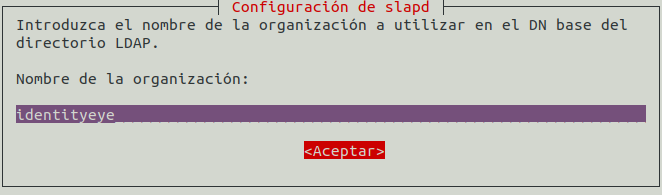 Configuración de slapd
Introduzca el nombre de la organización a utilizar en el DN base del
directorio LDAP.
Nombre de la organización:
identityeye
<Aceptar>